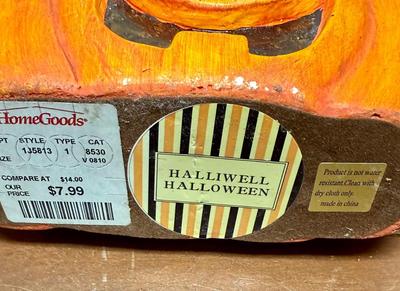 HomeGoods®
PT STYLE TYPE CAT
135813 1 8530
ZE V 0810
COMPARE AT $14.00
OUR PRICE $7.99
HALLIWELL
HALLOWEEN
Product is not water
resistant.Clean with
dry cloth only.
made in china